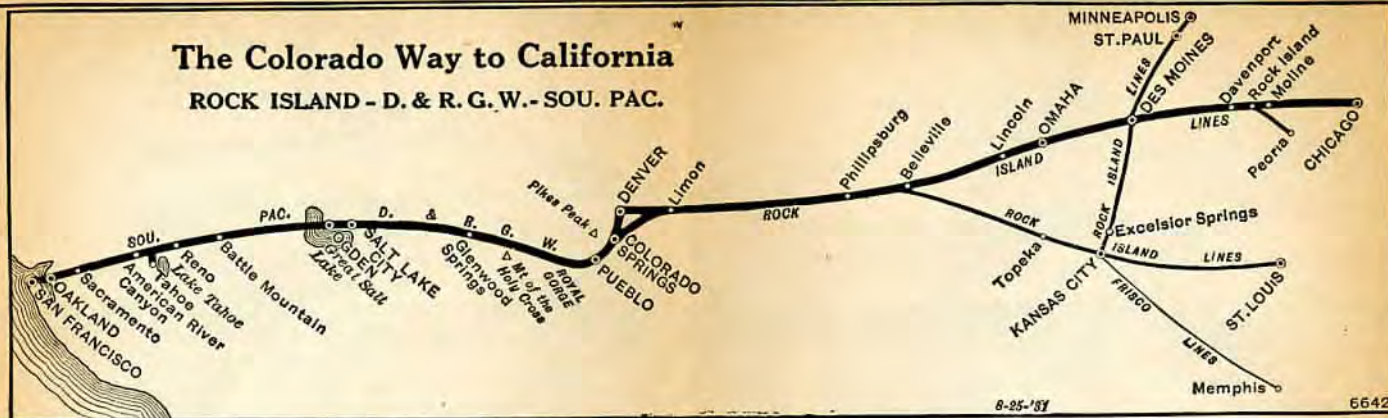 The Colorado Way to California
ROCK ISLAND - D. & R. G. W. - SOU. PAC.
MINNEAPOLIS
ST. PAUL
LINES
DES MOINES
Davenport
Rock Island
Moline
LINES
Peoria
CHICAGO
Lincoln
OMAHA
ISLAND
Phillipsburg
Belleville
ROCK
DENVER
Limon
Pikes Peak
COLORADO
SPRINGS
PUEBLO
ROYAL
GORGE
Mt of the
Holy Cross
Glenwood
Springs
D. & R. G. W.
SALT LAKE
CITY
OGDEN
Great Salt
Lake
SOU. PAC.
Battle Mountain
Reno
Lake Tahoe
Tahoe
American River
Canyon
Sacramento
OAKLAND
SAN FRANCISCO
ROCK
ISLAND
Excelsior Springs
ROCK
Topeka
ISLAND
LINES
KANSAS CITY
ST. LOUIS
FRISCO
LINES
Memphis
6642